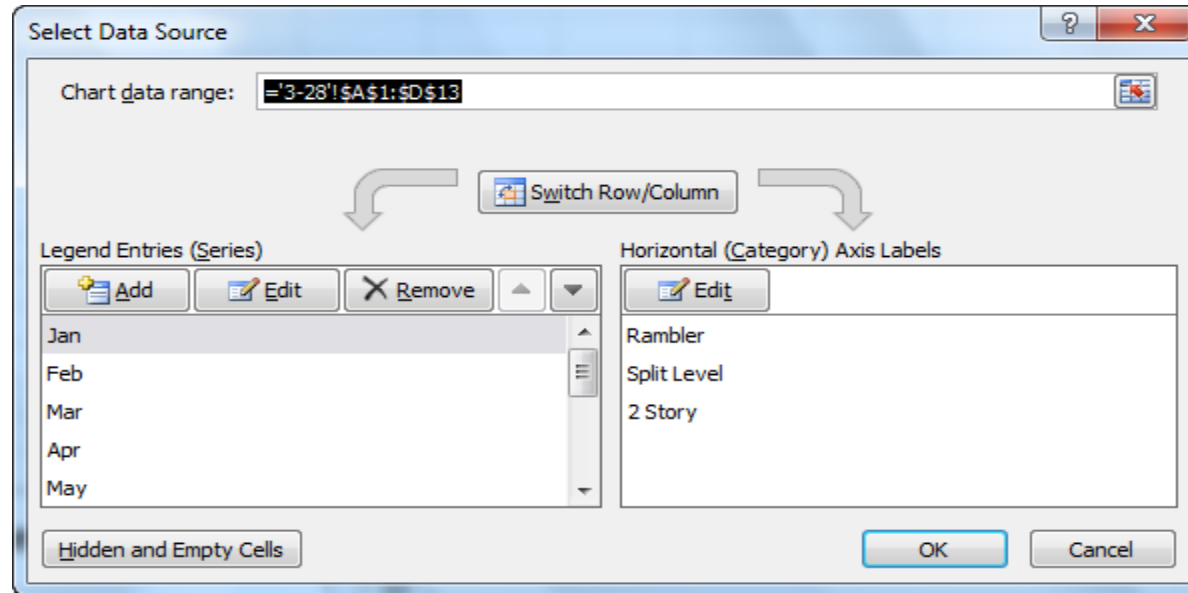 Select Data Source
Chart data range: ='3-28'!$A$1:$D$13
Switch Row/Column
Legend Entries (Series)
Add Edit Remove
Jan
Feb
Mar
Apr
May
Horizontal (Category) Axis Labels
Edit
Rambler
Split Level
2 Story
Hidden and Empty Cells
OK Cancel